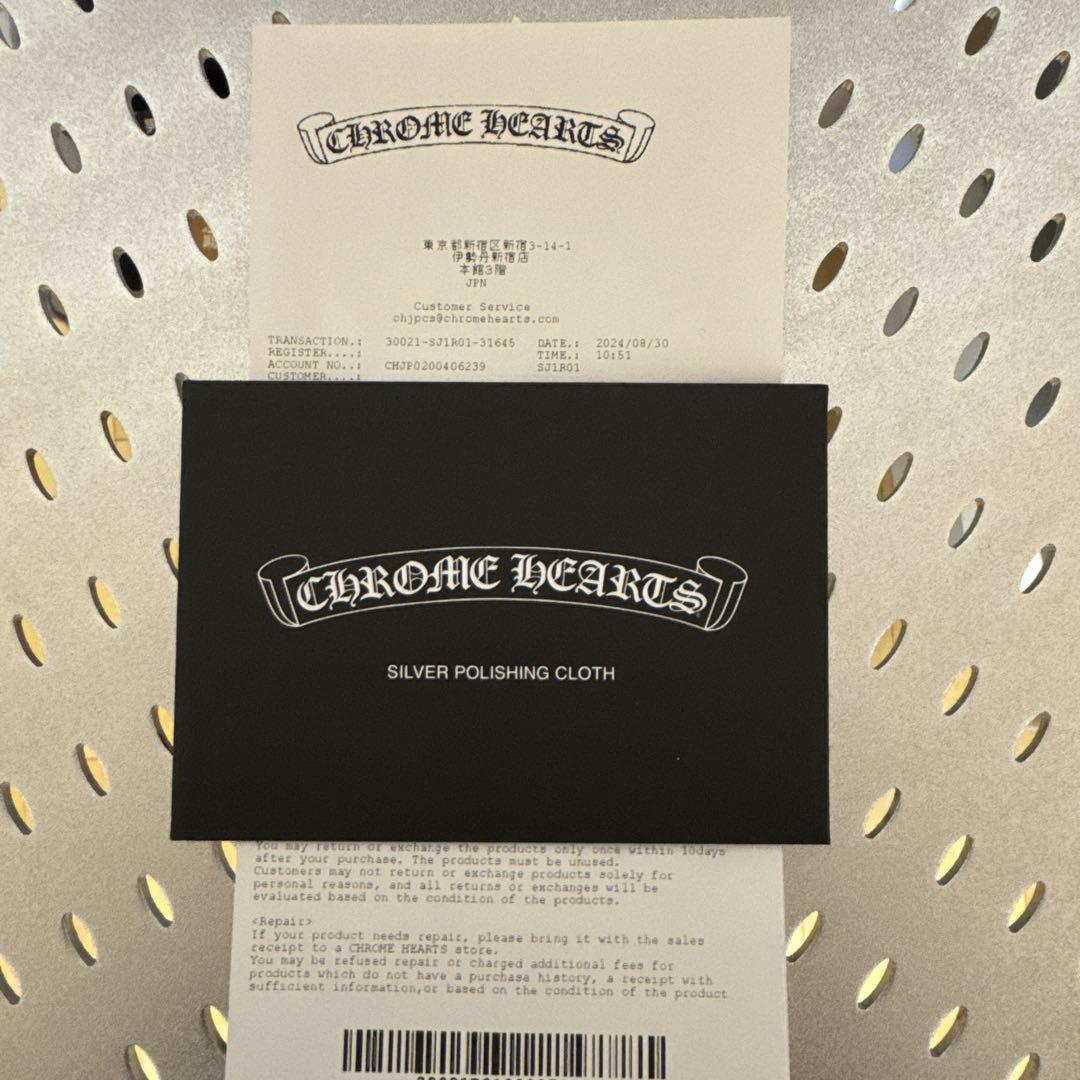 CHROME HEARTS
東京都新宿区新宿3-14-1
伊勢丹新宿店
本館3階
JPN
Customer Service
chjpcs@chromehearts.com
TRANSACTION.: 30021-SJ1R01-31645 DATE.: 2024/08/30
REGISTER....: TIME.: 10:51
ACCOUNT NO..: CHJP0200406239 SJ1R01
CUSTOMER....:
CHROME HEARTS
SILVER POLISHING CLOTH
You may return or exchange the products only once within 10days
after your purchase. The products must be unused.
Customers may not return or exchange products solely for
personal reasons, and all returns or exchanges will be
evaluated based on the condition of the products.
<Repair>
If your product needs repair, please bring it with the sales
receipt to a CHROME HEARTS store.
You may be refused repair or charged additional fees for
products which do not have a purchase history, a receipt with
sufficient information,or based on the condition of the product